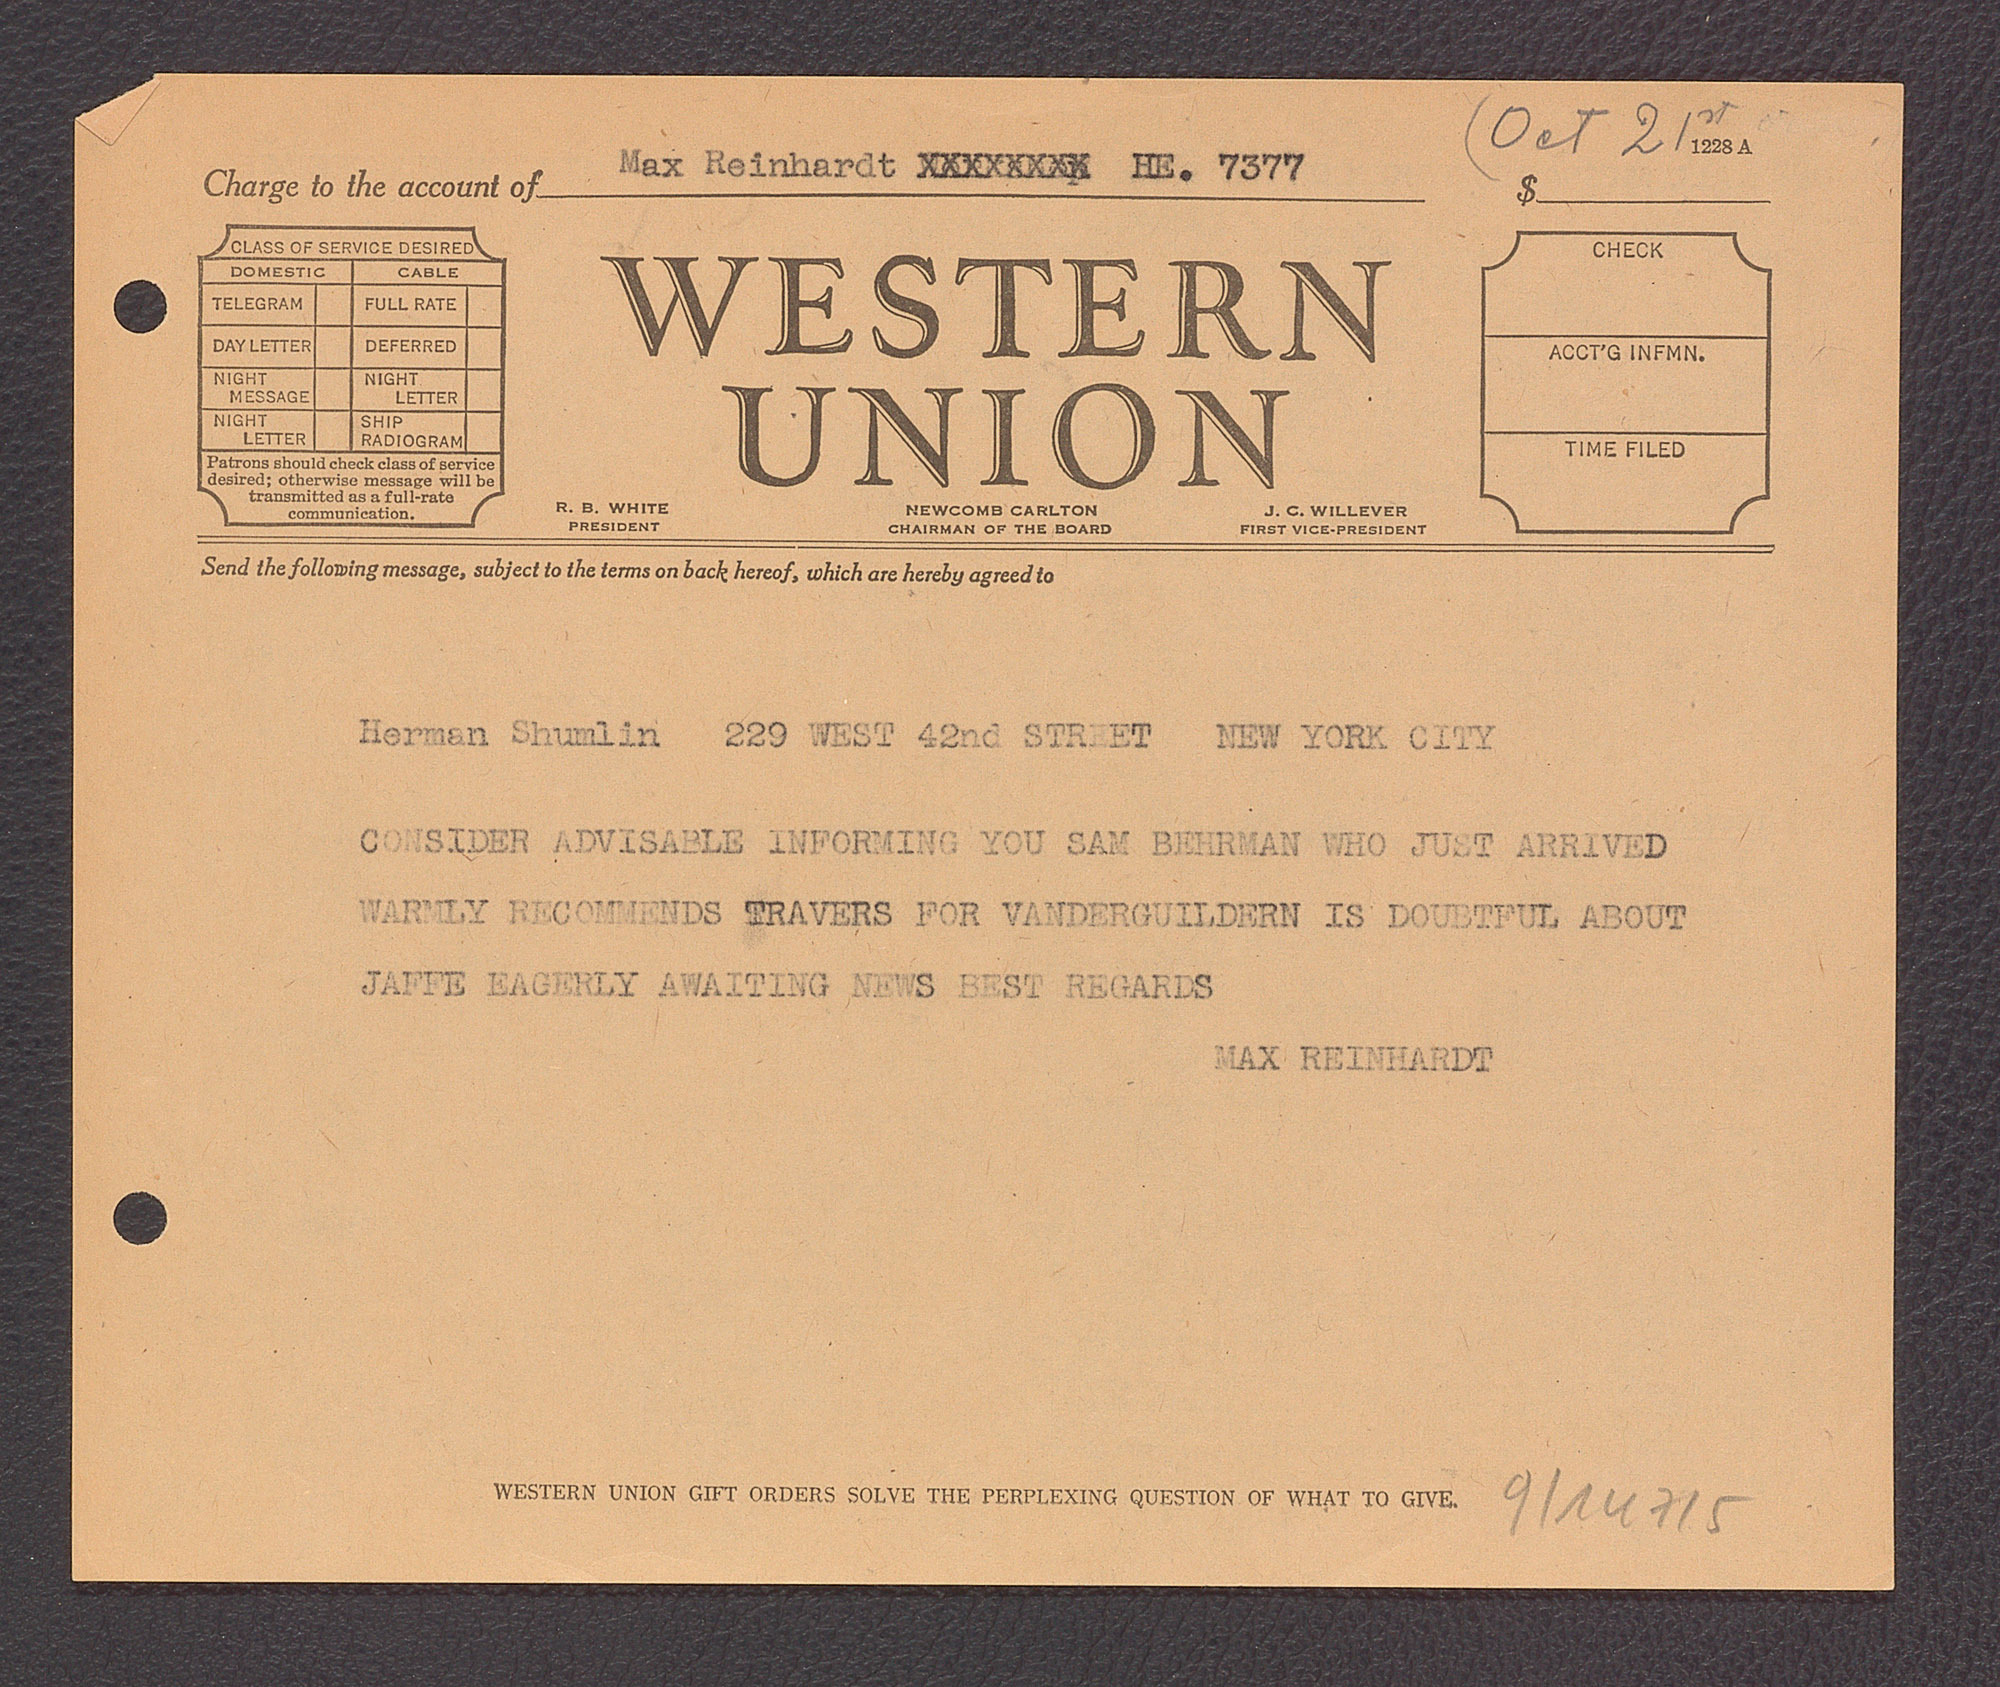 (Oct 21st
1228 A
Charge to the account of Max Reinhardt XXXXXXXX HE. 7377
$
CLASS OF SERVICE DESIRED
DOMESTIC CABLE
TELEGRAM FULL RATE
DAY LETTER DEFERRED
NIGHT MESSAGE NIGHT LETTER
NIGHT LETTER SHIP RADIOGRAM
Patrons should check class of service
desired; otherwise message will be
transmitted as a full-rate
communication.
WESTERN
UNION
R. B. WHITE
PRESIDENT
NEWCOMB CARLTON
CHAIRMAN OF THE BOARD
J. C. WILLEVER
FIRST VICE-PRESIDENT
CHECK
ACCT'G INFMN.
TIME FILED
Send the following message, subject to the terms on back hereof, which are hereby agreed to
Herman Shumlin 229 WEST 42nd STREET NEW YORK CITY
CONSIDER ADVISABLE INFORMING YOU SAM BEHRMAN WHO JUST ARRIVED
WARMLY RECOMMENDS TRAVERS FOR VANDERGUILDERN IS DOUBTFUL ABOUT
JAFFE EAGERLY AWAITING NEWS BEST REGARDS
MAX REINHARDT
WESTERN UNION GIFT ORDERS SOLVE THE PERPLEXING QUESTION OF WHAT TO GIVE.